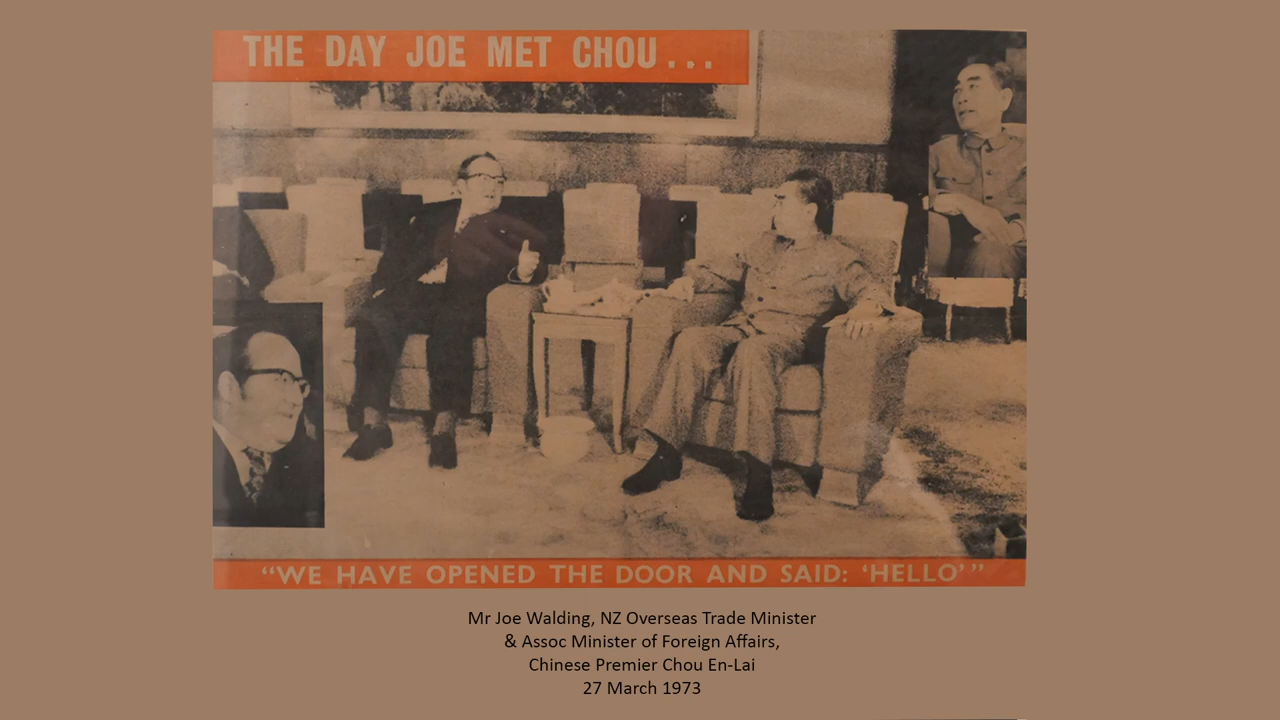 THE DAY JOE MET CHOU...
“WE HAVE OPENED THE DOOR AND SAID: ‘HELLO’”
Mr Joe Walding, NZ Overseas Trade Minister
& Assoc Minister of Foreign Affairs,
Chinese Premier Chou En-Lai
27 March 1973